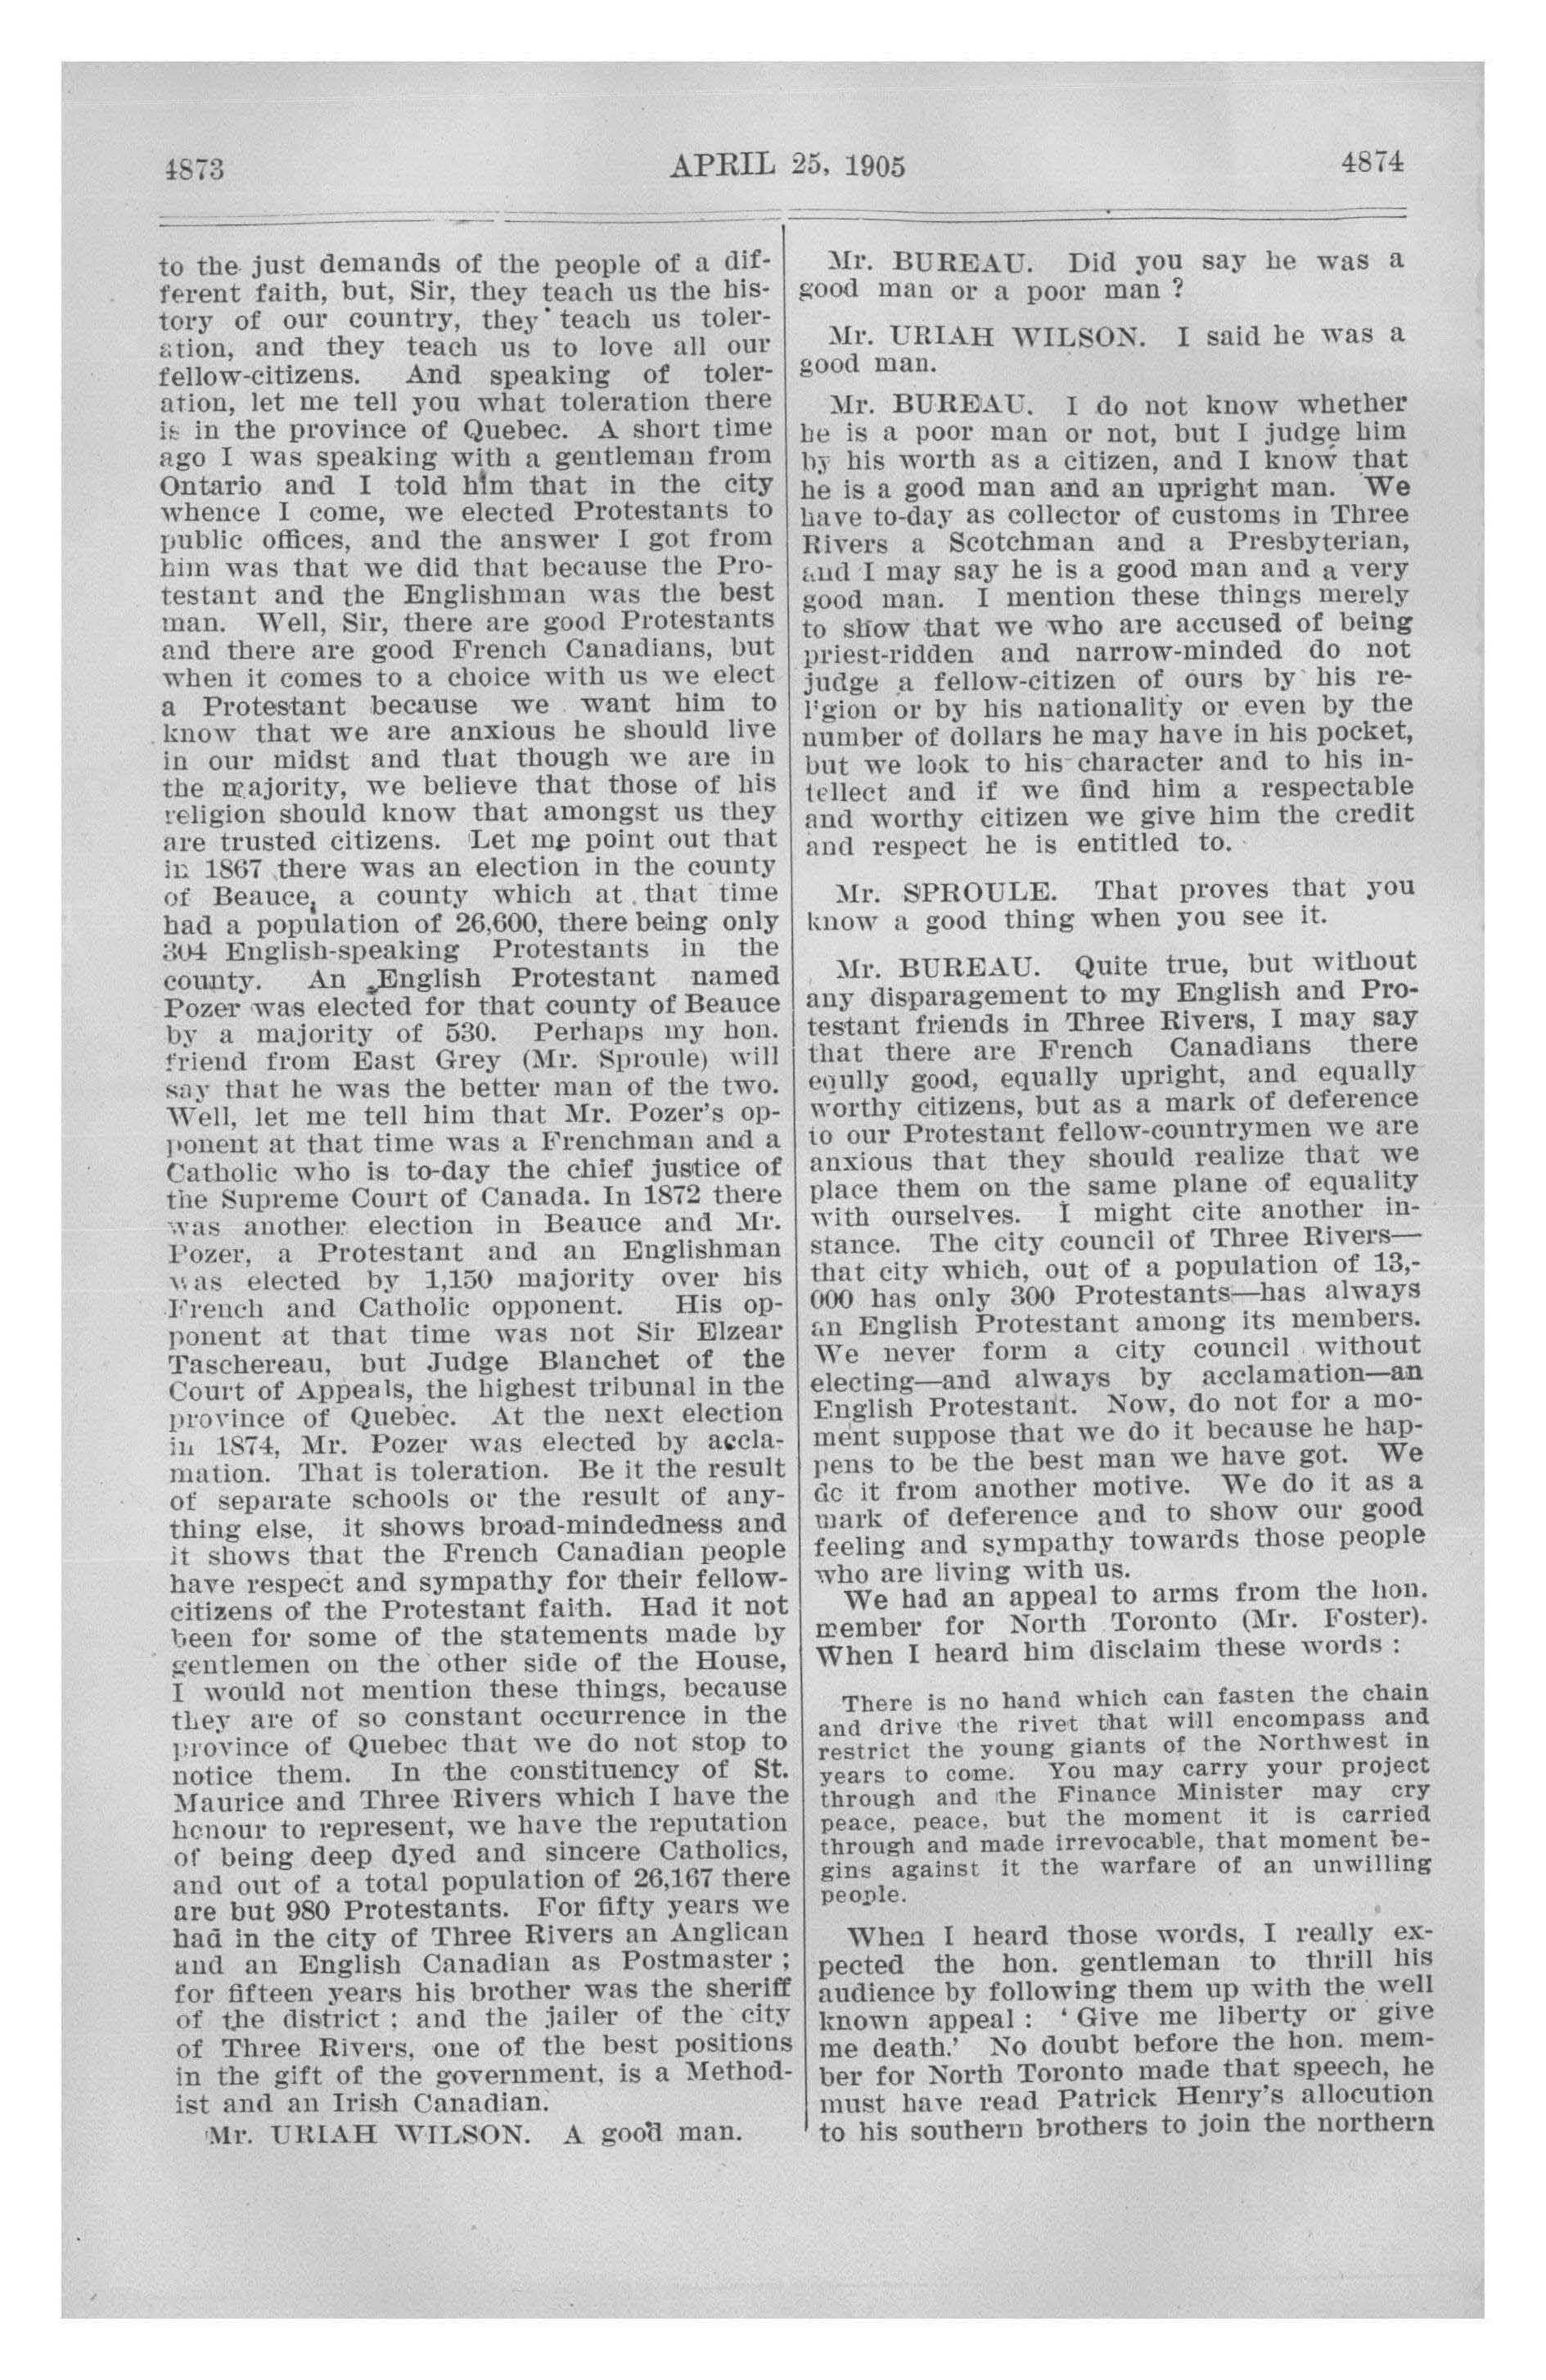 4873
APRIL 25, 1905
4874
to the just demands of the people of a dif-
ferent faith, but, Sir, they teach us the his-
tory of our country, they teach us toler-
ation, and they teach us to love all our
fellow-citizens. And speaking of toler-
ation, let me tell you what toleration there
is in the province of Quebec. A short time
ago I was speaking with a gentleman from
Ontario and I told him that in the city
whence I come, we elected Protestants to
public offices, and the answer I got from
him was that we did that because the Pro-
testant and the Englishman was the best
man. Well, Sir, there are good Protestants
and there are good French Canadians, but
when it comes to a choice with us we elect
a Protestant because we want him to
know that we are anxious he should live
in our midst and that though we are in
the majority, we believe that those of his
religion should know that amongst us they
are trusted citizens. Let me point out that
in 1867 there was an election in the county
of Beauce, a county which at that time
had a population of 26,600, there being only
304 English-speaking Protestants in the
county. An English Protestant named
Pozer was elected for that county of Beauce
by a majority of 530. Perhaps my hon.
friend from East Grey (Mr. Sproule) will
say that he was the better man of the two.
Well, let me tell him that Mr. Pozer's op-
ponent at that time was a Frenchman and a
Catholic who is to-day the chief justice of
the Supreme Court of Canada. In 1872 there
was another election in Beauce and Mr.
Pozer, a Protestant and an Englishman
was elected by 1,150 majority over his
French and Catholic opponent. His op-
ponent at that time was not Sir Elzear
Taschereau, but Judge Blanchet of the
Court of Appeals, the highest tribunal in the
province of Quebec. At the next election
in 1874, Mr. Pozer was elected by accla-
mation. That is toleration. Be it the result
of separate schools or the result of any-
thing else, it shows broad-mindedness and
it shows that the French Canadian people
have respect and sympathy for their fellow-
citizens of the Protestant faith. Had it not
been for some of the statements made by
gentlemen on the other side of the House,
I would not mention these things, because
they are of so constant occurrence in the
province of Quebec that we do not stop to
notice them. In the constituency of St.
Maurice and Three Rivers which I have the
honour to represent, we have the reputation
of being deep dyed and sincere Catholics,
and out of a total population of 26,167 there
are but 980 Protestants. For fifty years we
had in the city of Three Rivers an Anglican
and an English Canadian as Postmaster ;
for fifteen years his brother was the sheriff
of the district ; and the jailer of the city
of Three Rivers, one of the best positions
in the gift of the government, is a Method-
ist and an Irish Canadian.
Mr. URIAH WILSON. A good man.
Mr. BUREAU. Did you say he was a
good man or a poor man ?
Mr. URIAH WILSON. I said he was a
good man.
Mr. BUREAU. I do not know whether
he is a poor man or not, but I judge him
by his worth as a citizen, and I know that
he is a good man and an upright man. We
have to-day as collector of customs in Three
Rivers a Scotchman and a Presbyterian,
and I may say he is a good man and a very
good man. I mention these things merely
to show that we who are accused of being
priest-ridden and narrow-minded do not
judge a fellow-citizen of ours by his re-
ligion or by his nationality or even by the
number of dollars he may have in his pocket,
but we look to his character and to his in-
tellect and if we find him a respectable
and worthy citizen we give him the credit
and respect he is entitled to.
Mr. SPROULE. That proves that you
know a good thing when you see it.
Mr. BUREAU. Quite true, but without
any disparagement to my English and Pro-
testant friends in Three Rivers, I may say
that there are French Canadians there
eqully good, equally upright, and equally
worthy citizens, but as a mark of deference
to our Protestant fellow-countrymen we are
anxious that they should realize that we
place them on the same plane of equality
with ourselves. I might cite another in-
stance. The city council of Three Rivers—
that city which, out of a population of 13,-
000 has only 300 Protestants—has always
an English Protestant among its members.
We never form a city council without
electing—and always by acclamation—an
English Protestant. Now, do not for a mo-
ment suppose that we do it because he hap-
pens to be the best man we have got. We
do it from another motive. We do it as a
mark of deference and to show our good
feeling and sympathy towards those people
who are living with us.
We had an appeal to arms from the hon.
member for North Toronto (Mr. Foster).
When I heard him disclaim these words :
There is no hand which can fasten the chain
and drive the rivet that will encompass and
restrict the young giants of the Northwest in
years to come. You may carry your project
through and the Finance Minister may cry
peace, peace, but the moment it is carried
through and made irrevocable, that moment be-
gins against it the warfare of an unwilling
people.
When I heard those words, I really ex-
pected the hon. gentleman to thrill his
audience by following them up with the well
known appeal : ' Give me liberty or give
me death.' No doubt before the hon. mem-
ber for North Toronto made that speech, he
must have read Patrick Henry's allocution
to his southern brothers to join the northern